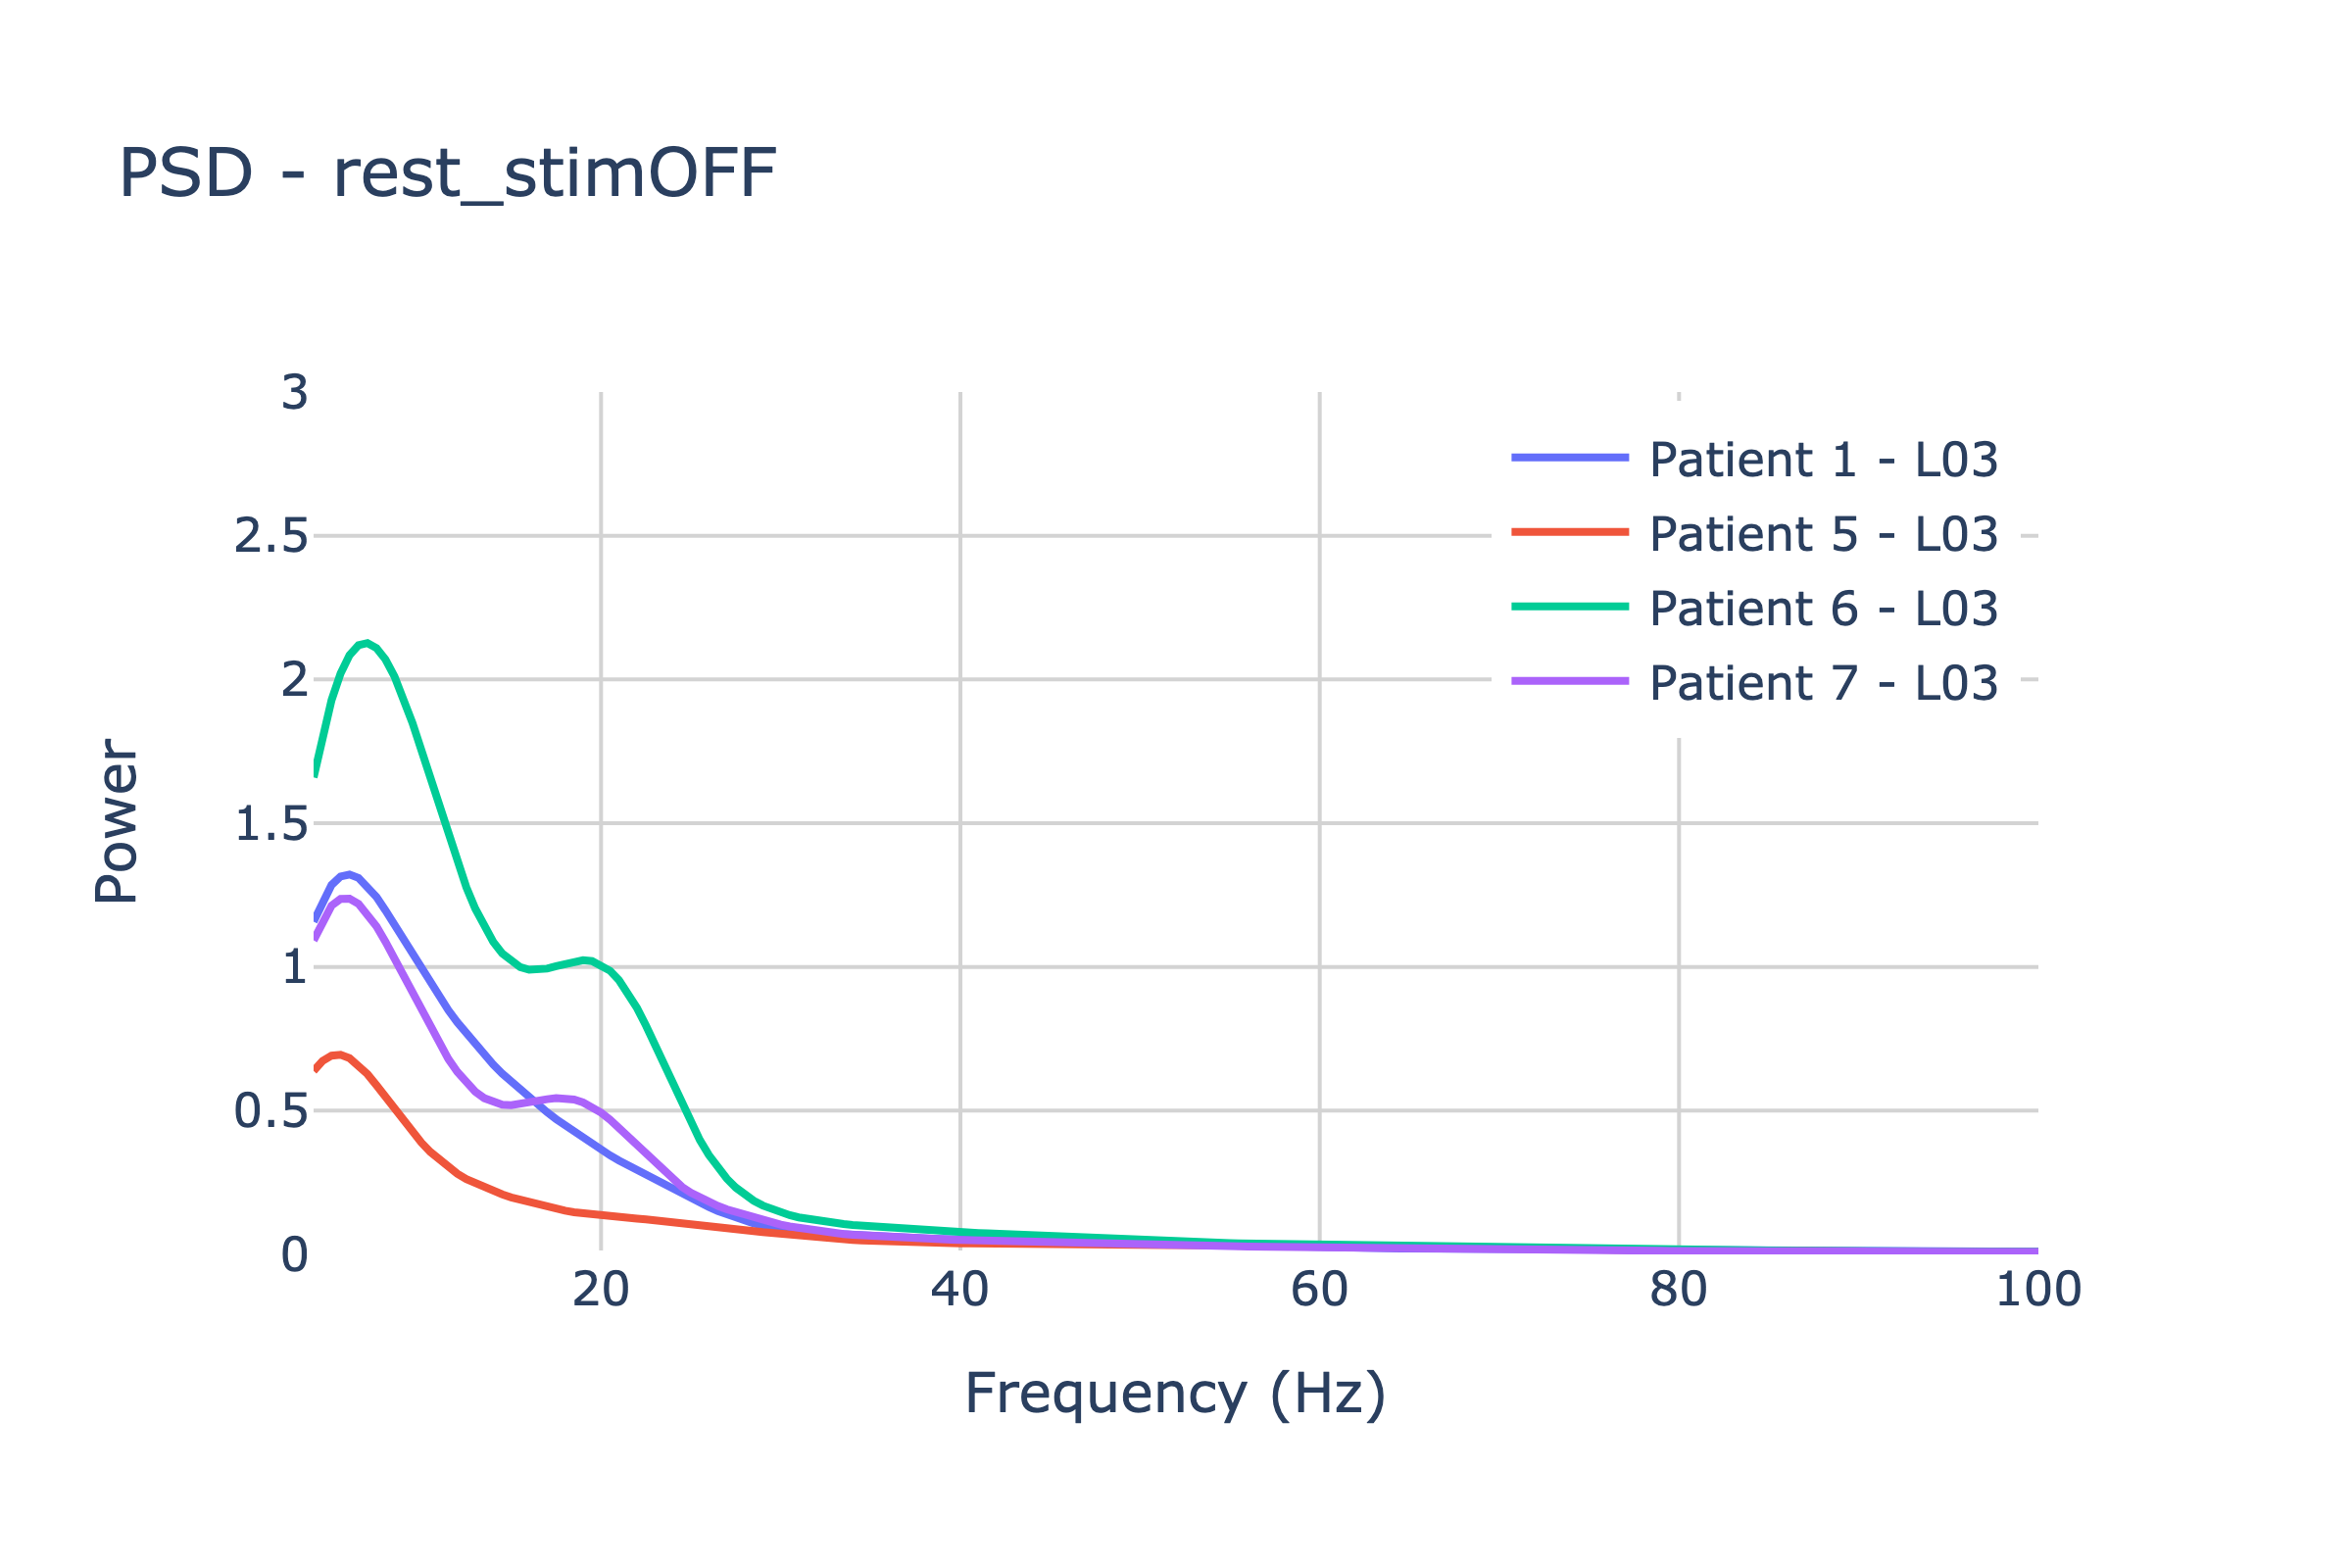 PSD - rest_stimOFF
3
2.5
2
1.5
1
0.5
0
Power
Patient 1 - L03
Patient 5 - L03
Patient 6 - L03
Patient 7 - L03
20 40 60 80 100
Frequency (Hz)